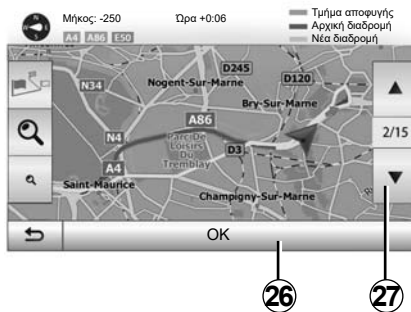 Μήκος: -250 Ώρα +0:06
Τμήμα αποφυγής
Αρχική διαδρομή
Νέα διαδρομή
A4 A86 E50
D245
N34
Nogent-Sur-Marne
D120
Bry-Sur-Marne
A86
2/15
N4
Parc De
Loisirs
Du
Tremblay
D3
A4
Saint-Maurice
Champigny-Sur-Marne
OK
26 27